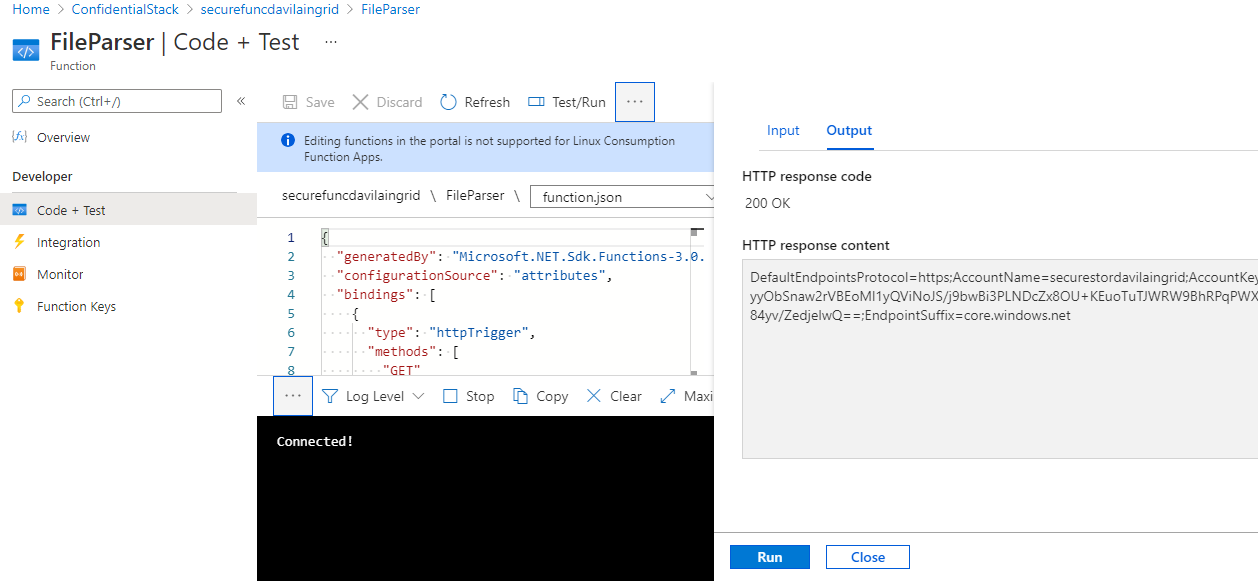 Home > ConfidentialStack > securefuncdavilaingrid > FileParser
FileParser | Code + Test ...
Function
Search (Ctrl+/)
«
Overview
Developer
Code + Test
Integration
Monitor
Function Keys
Save Discard Refresh Test/Run ...
Editing functions in the portal is not supported for Linux Consumption
Function Apps.
securefuncdavilaingrid \ FileParser \ function.json
1 {
2 "generatedBy": "Microsoft.NET.Sdk.Functions-3.0.
3 "configurationSource": "attributes",
4 "bindings": [
5 {
6 "type": "httpTrigger",
7 "methods": [
8 "GET"
... Log Level Stop Copy Clear Maxi
Connected!
Input Output
HTTP response code
200 OK
HTTP response content
DefaultEndpointsProtocol=https;AccountName=securestordavilaingrid;AccountKey
yyObSnaw2rVBEoMI1yQViNoJS/j9bwBi3PLNDcZx8OU+KEuoTuTJWRW9BhRPqPWX
84yv/ZedjeIwQ==;EndpointSuffix=core.windows.net
Run Close